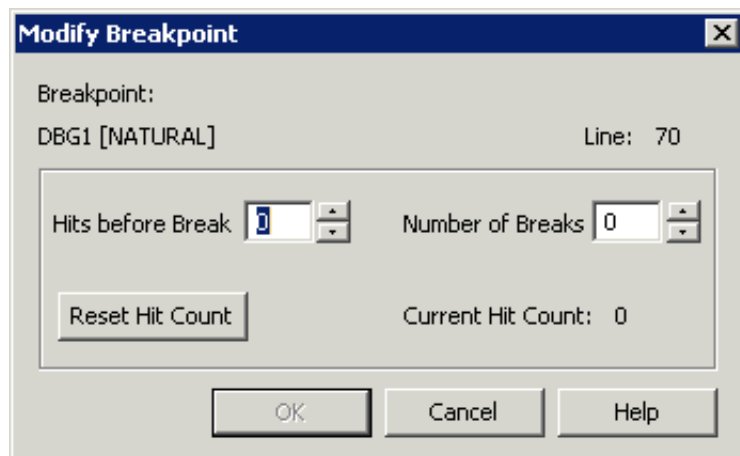 Modify Breakpoint
Breakpoint:
DBG1 [NATURAL] Line: 70
Hits before Break 0 Number of Breaks 0
Reset Hit Count Current Hit Count: 0
OK Cancel Help